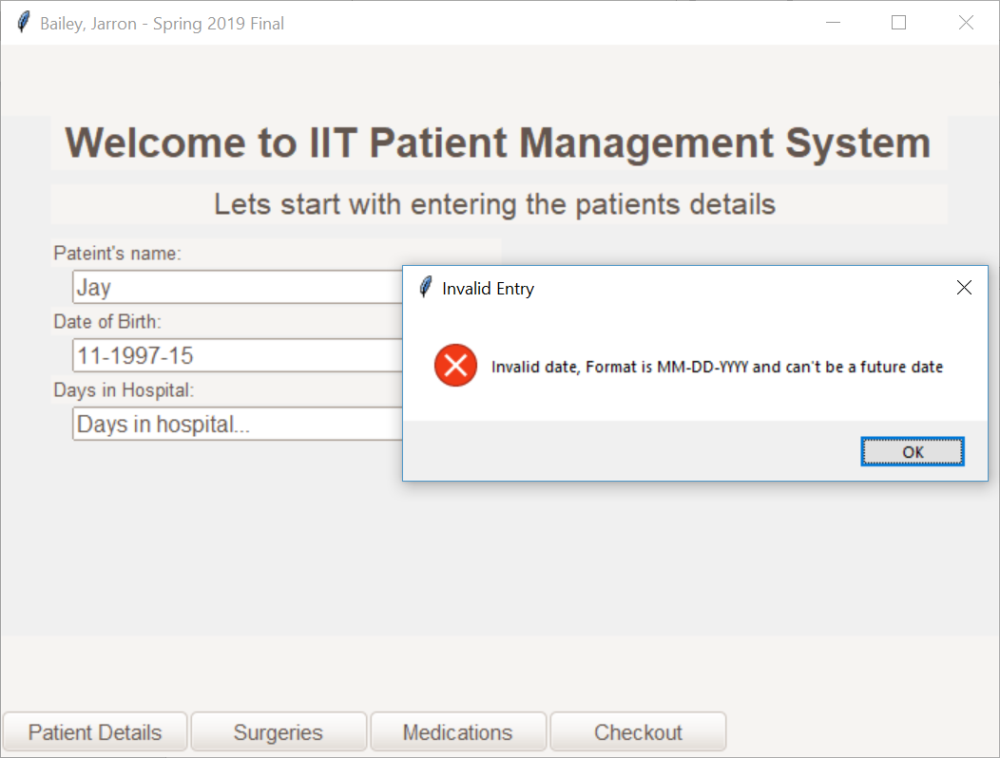 Bailey, Jarron - Spring 2019 Final
Welcome to IIT Patient Management System
Lets start with entering the patients details
Pateint's name:
Jay
Date of Birth:
11-1997-15
Days in Hospital:
Days in hospital...
Invalid Entry
Invalid date, Format is MM-DD-YYYY and can't be a future date
OK
Patient Details Surgeries Medications Checkout